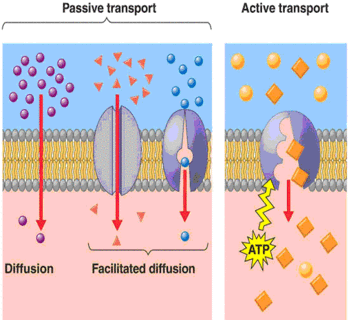 Passive transport
Active transport
ATP
Diffusion
Facilitated diffusion